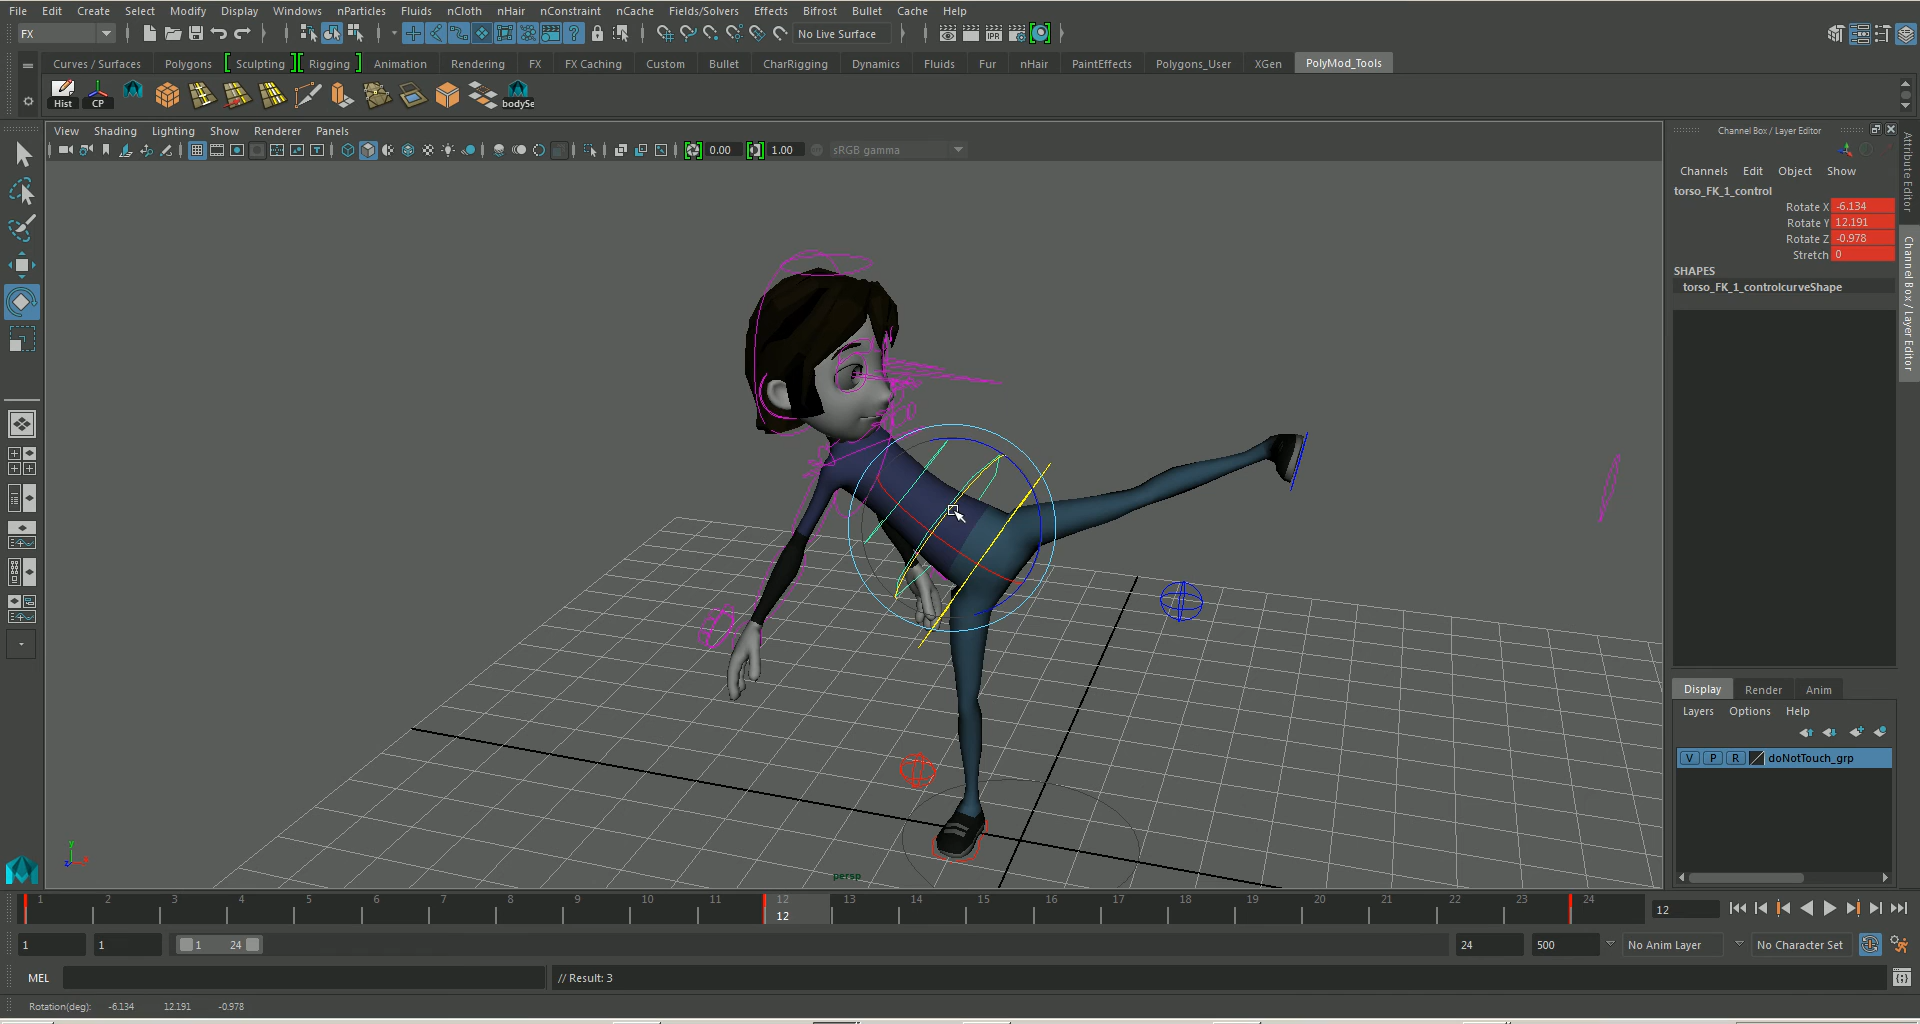 File Edit Create Select Modify Display Windows nParticles Fluids nCloth nHair nConstraint nCache Fields/Solvers Effects Bifrost Bullet Cache Help
FX No Live Surface
Curves / Surfaces Polygons Sculpting Rigging Animation Rendering FX FX Caching Custom Bullet CharRigging Dynamics Fluids Fur nHair PaintEffects Polygons_User XGen PolyMod_Tools
Hist CP bodySe
View Shading Lighting Show Renderer Panels
0.00 1.00 sRGB gamma
Channel Box / Layer Editor
Channels Edit Object Show
torso_FK_1_control
Rotate X -6.134
Rotate Y 12.191
Rotate Z -0.978
Stretch 0
SHAPES
torso_FK_1_controlcurveShape
Attribute Editor
Channel Box / Layer Editor
Display Render Anim
Layers Options Help
V P R doNotTouch_grp
y
z x
persp
1 2 3 4 5 6 7 8 9 10 11 12 13 14 15 16 17 18 19 20 21 22 23 24
12
12
1 1 1 24 24 500 No Anim Layer No Character Set
MEL // Result: 3
Rotation(deg): -6.134 12.191 -0.978